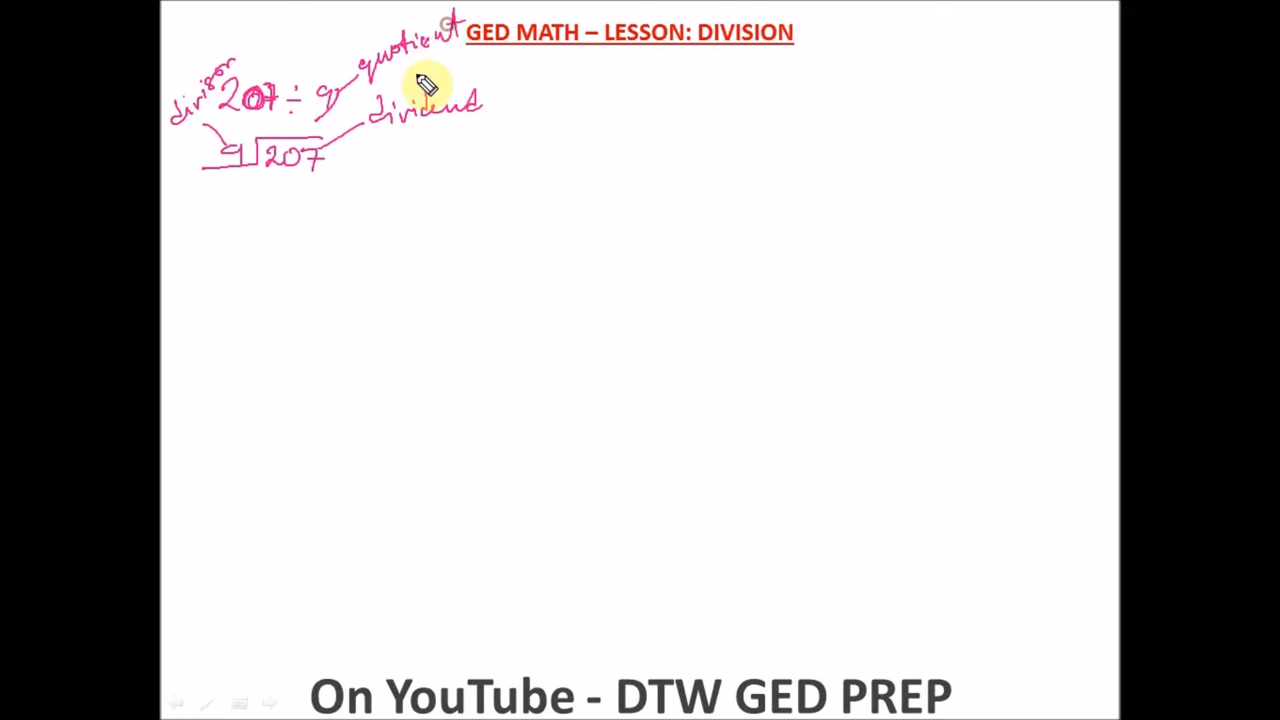 GED MATH – LESSON: DIVISION
quotient
divisor
207 ÷ 9
dividend
9 207
On YouTube - DTW GED PREP